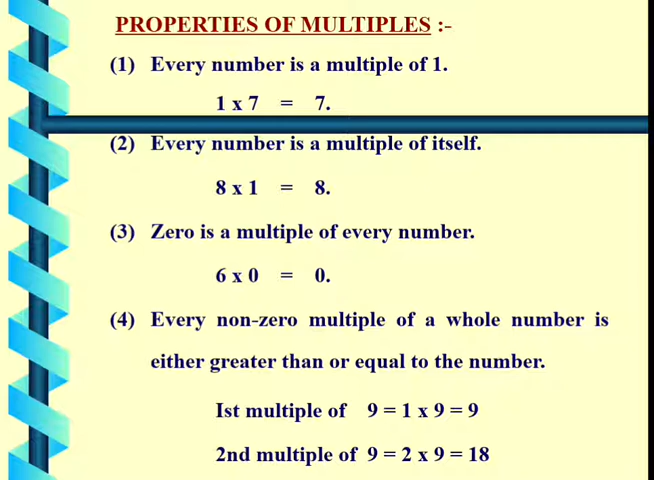 PROPERTIES OF MULTIPLES :-
(1) Every number is a multiple of 1.
1 x 7 = 7.
(2) Every number is a multiple of itself.
8 x 1 = 8.
(3) Zero is a multiple of every number.
6 x 0 = 0.
(4) Every non-zero multiple of a whole number is
either greater than or equal to the number.
Ist multiple of 9 = 1 x 9 = 9
2nd multiple of 9 = 2 x 9 = 18